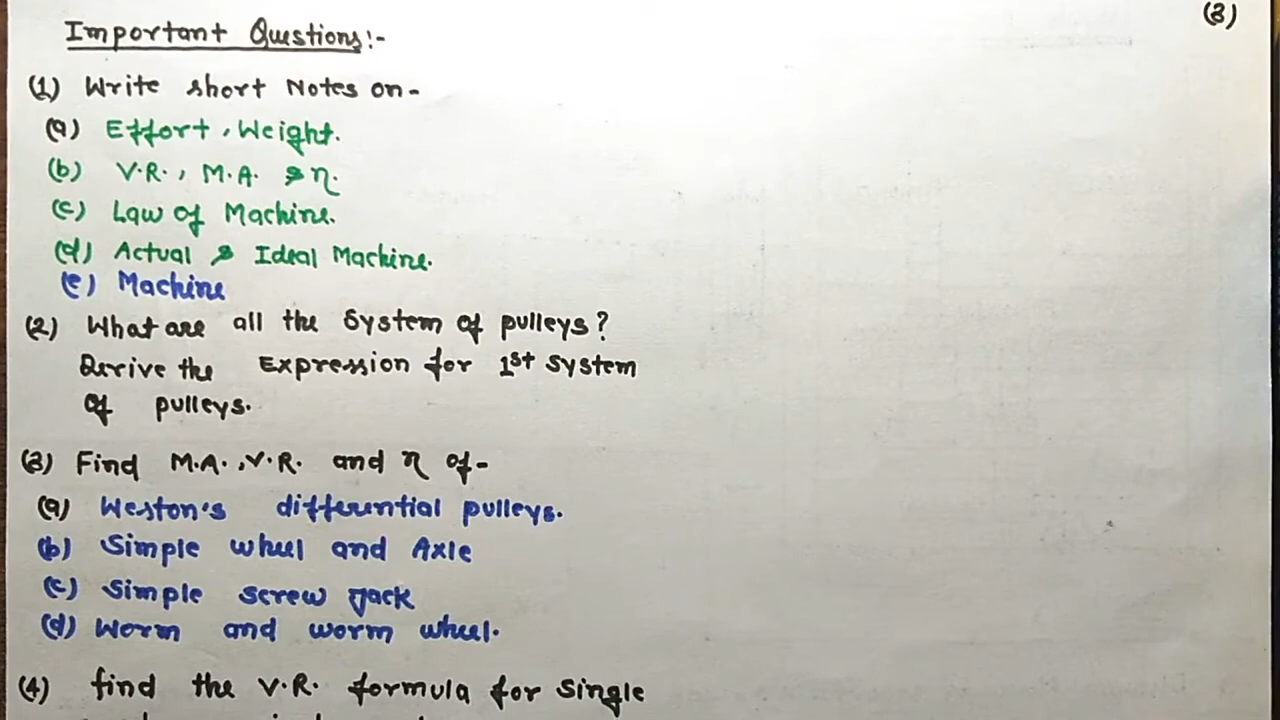 (3)
Important Questions:-
(1) Write short Notes on-
(a) Effort, Weight.
(b) V.R., M.A. & η.
(c) Law of Machine.
(d) Actual & Ideal Machine.
(e) Machine
(2) What are all the System of pulleys?
Derive the Expression for 1st system
of pulleys.
(3) Find M.A., V.R. and η of-
(a) Weston's differential pulleys.
(b) Simple wheel and Axle
(c) Simple screw Jack
(d) Worm and worm wheel.
(4) find the V.R. formula for Single